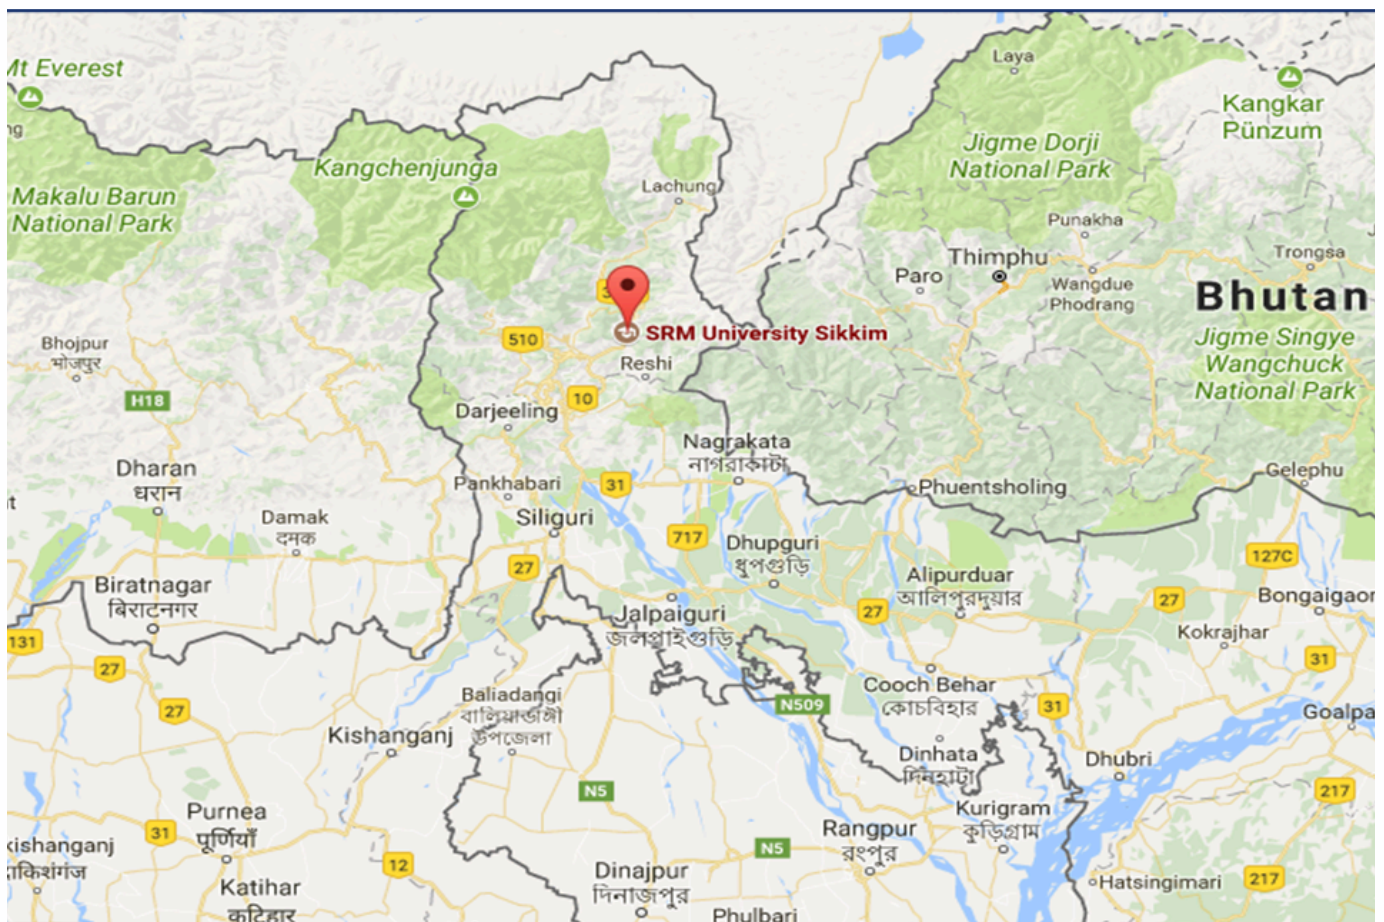 Mt Everest
ng
Makalu Barun
National Park
Kangchenjunga
Lachung
Laya
Jigme Dorji
National Park
Kangkar
Pünzum
Punakha
Thimphu
Paro
Wangdue
Phodrang
Trongsa
Bhutan
Jigme Singye
Wangchuck
National Park
SRM University Sikkim
510
Reshi
Bhojpur
भोजपुर
H18
10
Darjeeling
Nagrakata
নাগরাকাটা
Dharan
धरान
Pankhabari
31
Phuentsholing
Gelephu
Damak
दमक
Siliguri
717
Dhupguri
ধুপগুড়ি
127C
27
Alipurduar
আলিপুরদুয়ার
Biratnagar
बिराटनगर
Jalpaiguri
জলপাইগুড়ি
27
27
Bongaigaon
Kokrajhar
131
27
31
Baliadangi
বালিয়াডাঙ্গী
উপজেলা
Cooch Behar
কোচবিহার
N509
31
27
Kishanganj
Goalpa
Dinhata
দিনহাটা
Dhubri
N5
217
Purnea
पूर्णियाँ
31
Kurigram
কুড়িগ্রাম
Rangpur
রংপুর
kishanganj
N5
12
Dinajpur
দিনাজপুর
Katihar
कटिहार
217
Hatsingimari
Phulbari